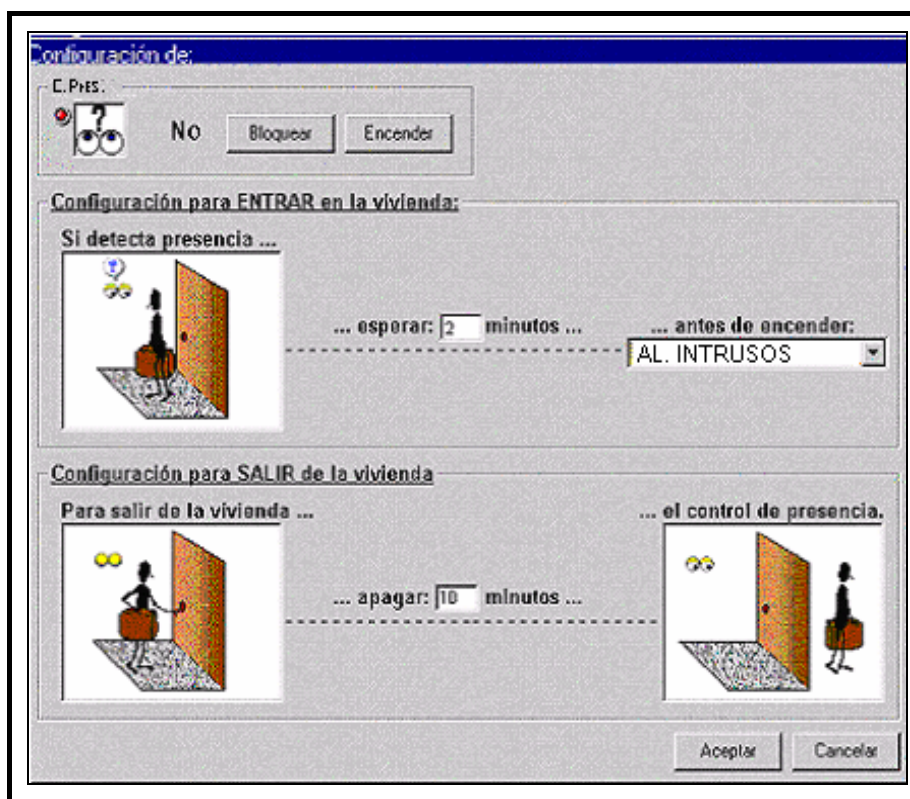 Configuración de:
C.PRES.
?
No Bloquear Encender
Configuración para ENTRAR en la vivienda:
Si detecta presencia ...
... esperar: 2 minutos ... ... antes de encender:
AL. INTRUSOS
Configuración para SALIR de la vivienda
Para salir de la vivienda ... ... el control de presencia.
... apagar: 10 minutos ...
Aceptar Cancelar